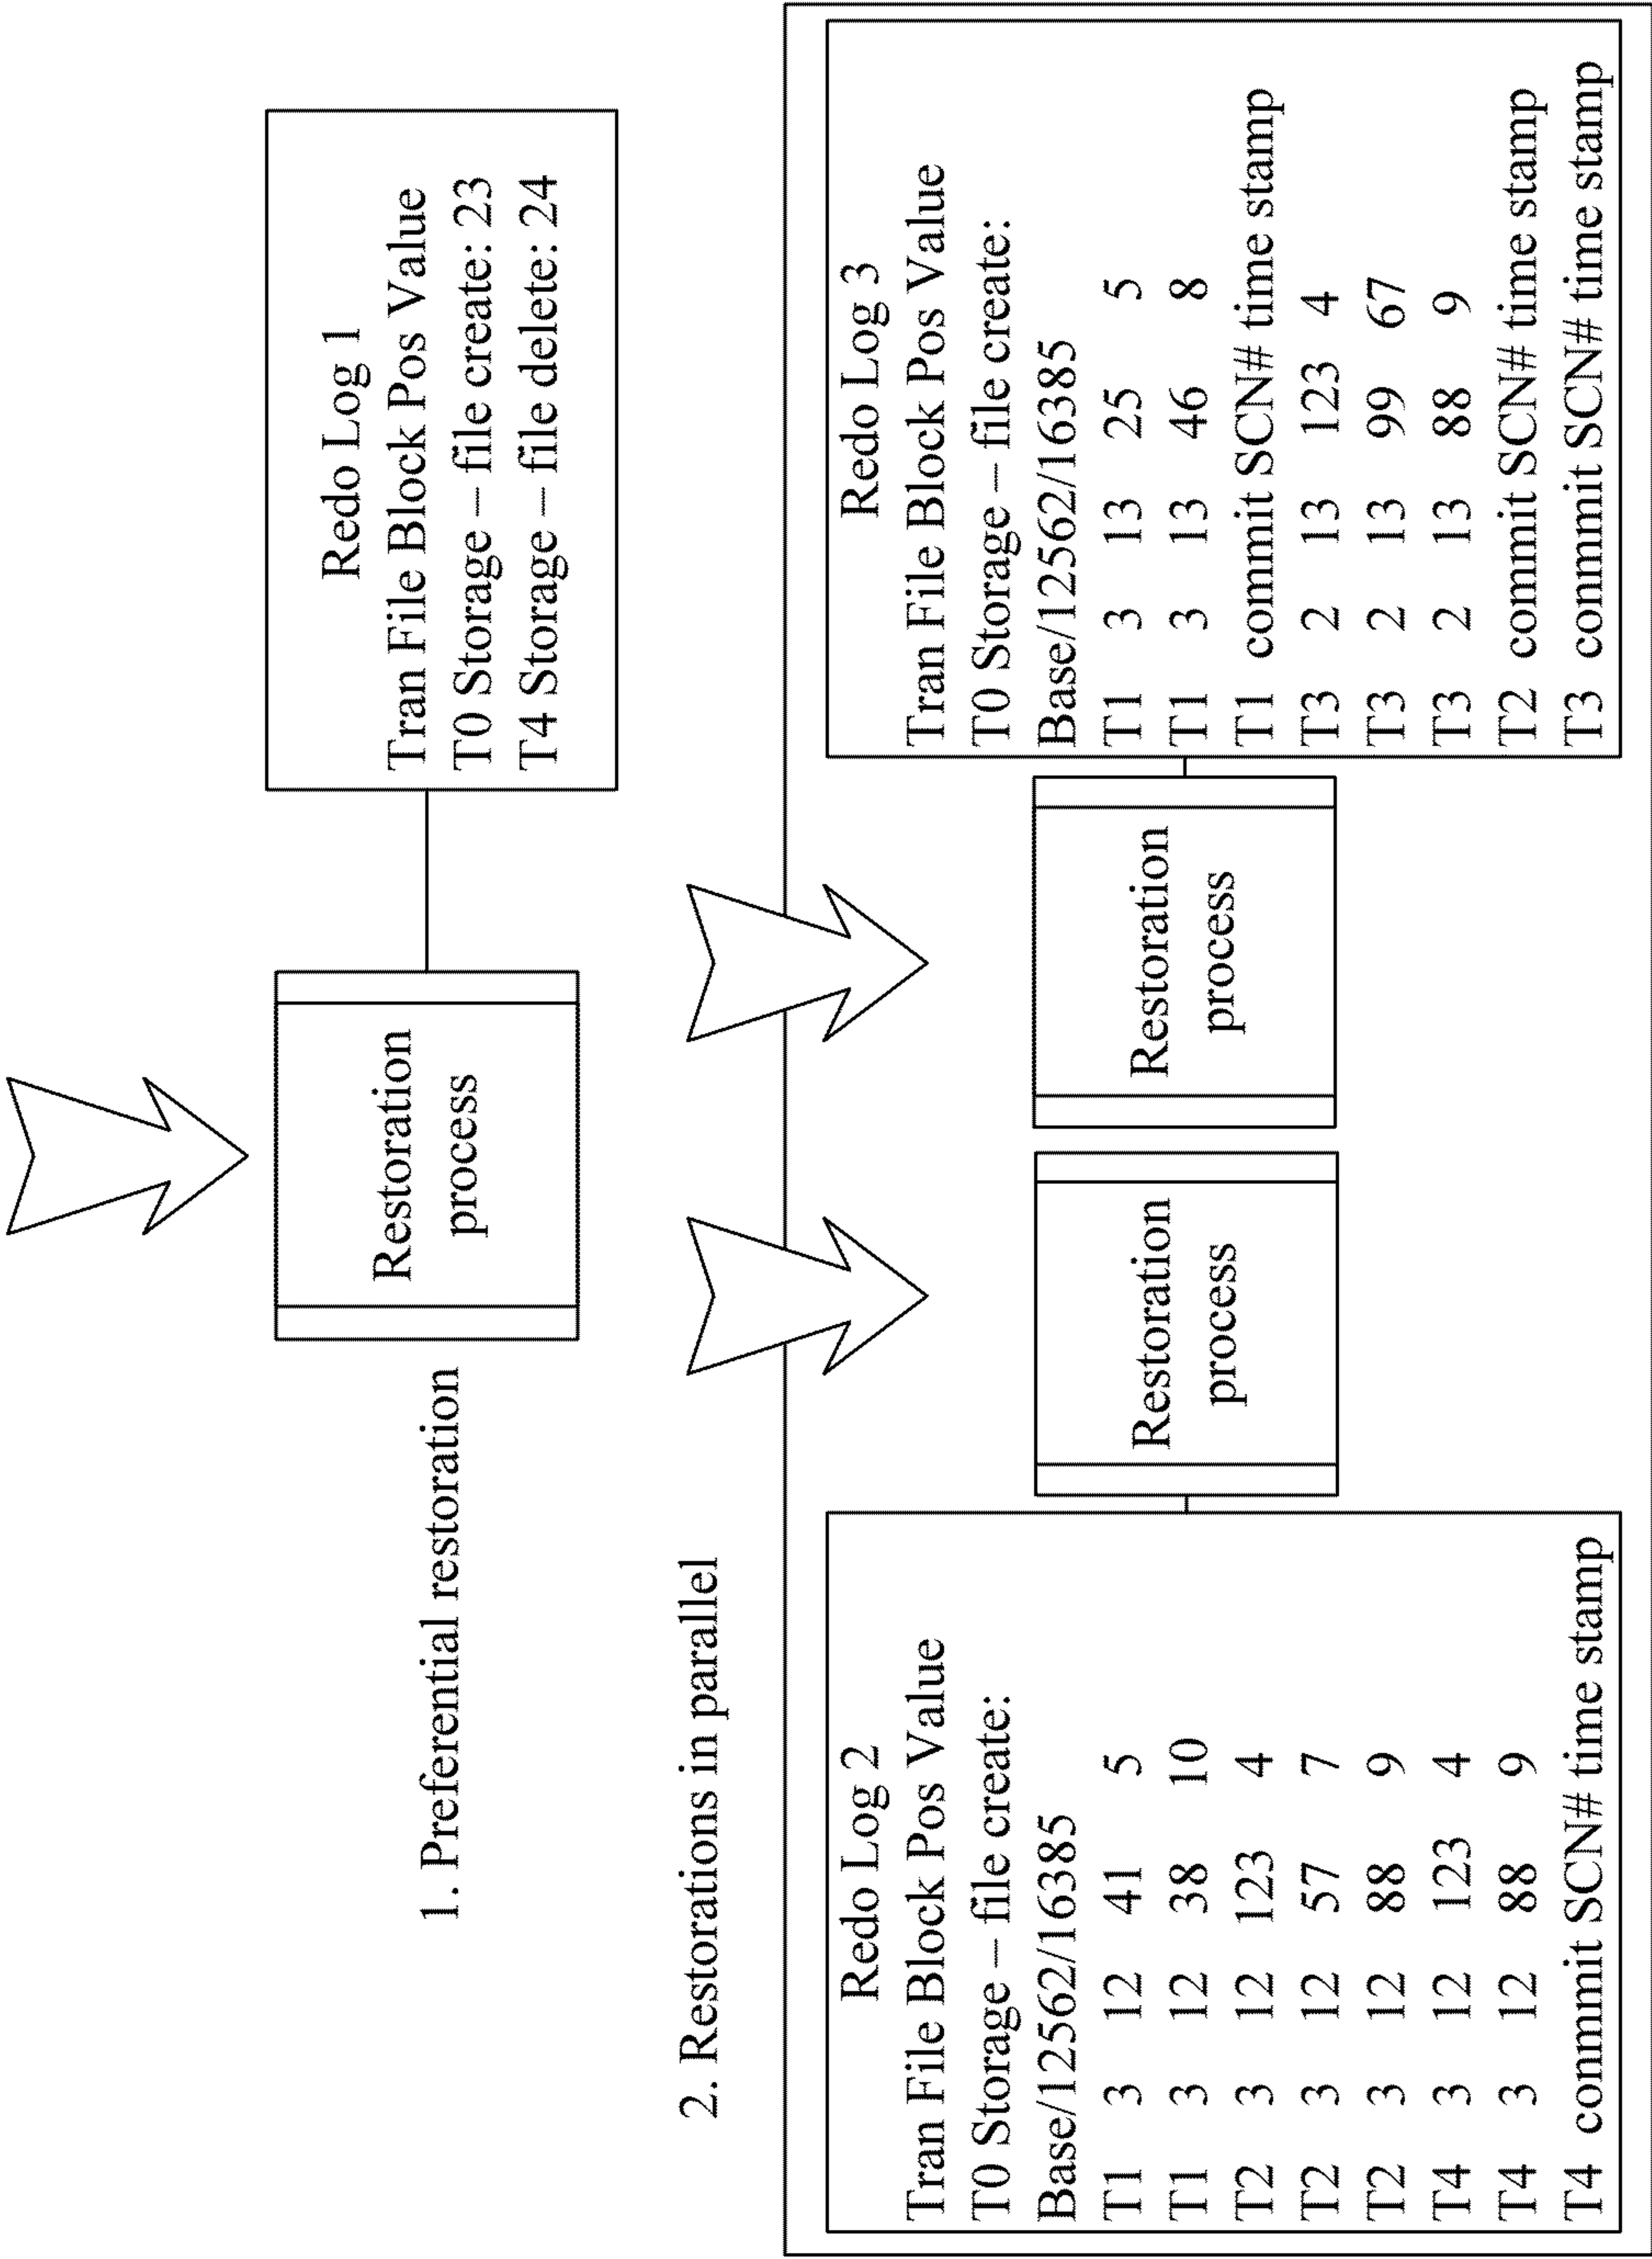 1. Preferential restoration
Restoration
process
Redo Log 1
Tran File Block Pos Value
T0 Storage – file create: 23
T4 Storage – file delete: 24
2. Restorations in parallel
Redo Log 2
Tran File Block Pos Value
T0 Storage – file create:
Base/12562/16385
T1 3 12 41 5
T1 3 12 38 10
T2 3 12 123 4
T2 3 12 57 7
T2 3 12 88 9
T4 3 12 123 4
T4 3 12 88 9
T4 commit SCN# time stamp
Restoration
process
Restoration
process
Redo Log 3
Tran File Block Pos Value
T0 Storage – file create:
Base/12562/16385
T1 3 13 25 5
T1 3 13 46 8
T1 commit SCN# time stamp
T3 2 13 123 4
T3 2 13 99 67
T3 2 13 88 9
T2 commit SCN# time stamp
T3 commit SCN# time stamp